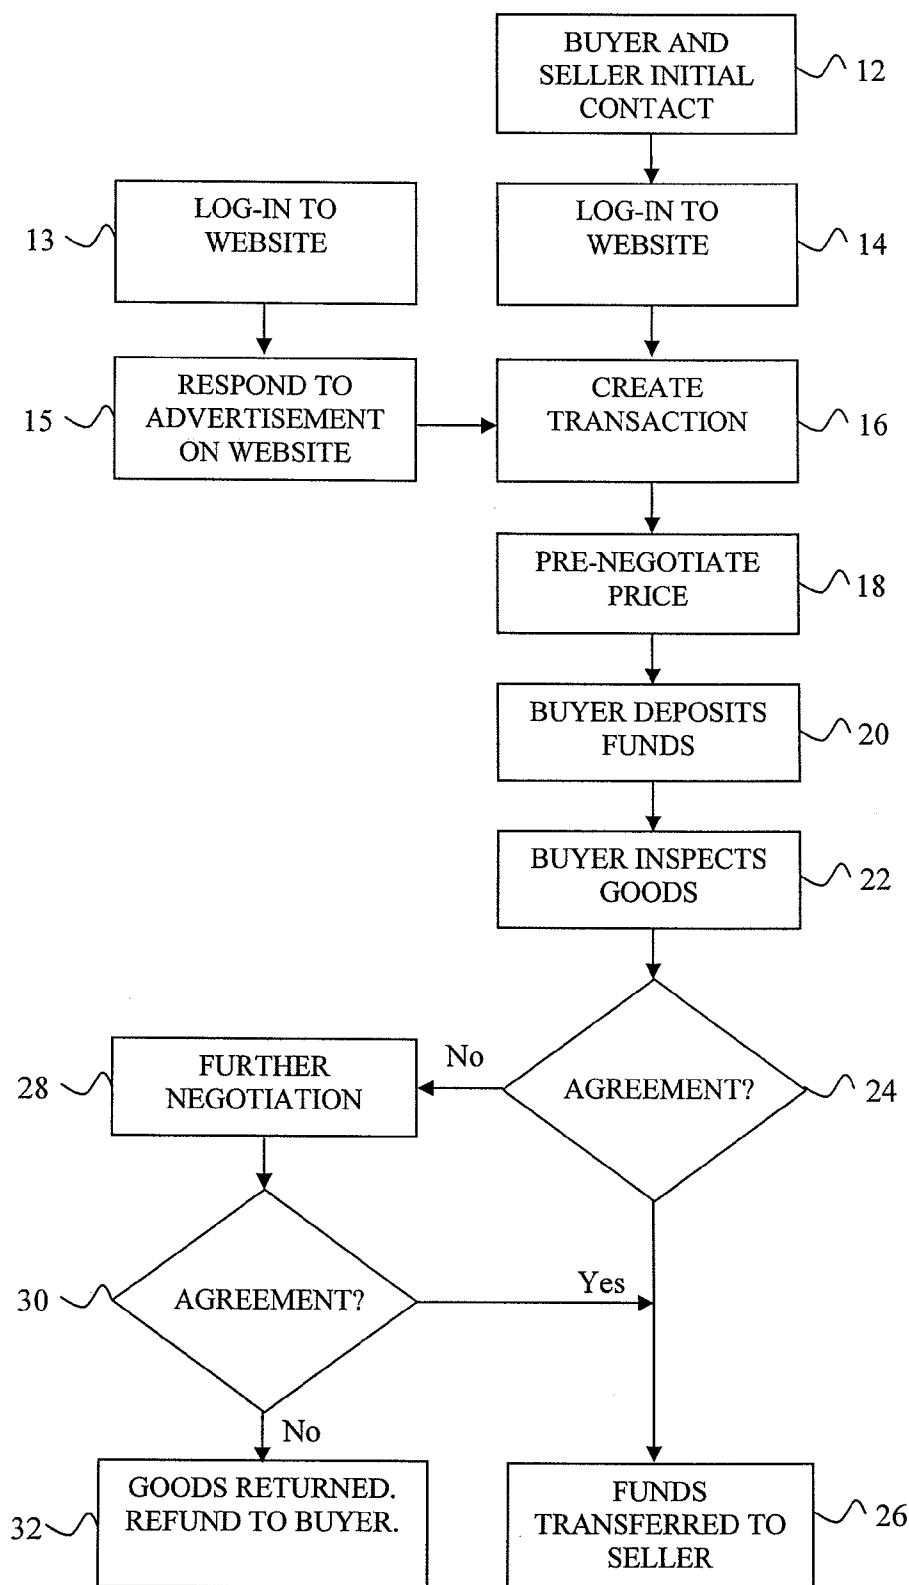 BUYER AND
SELLER INITIAL
CONTACT
12
LOG-IN TO
WEBSITE
13
LOG-IN TO
WEBSITE
14
RESPOND TO
ADVERTISEMENT
ON WEBSITE
15
CREATE
TRANSACTION
16
PRE-NEGOTIATE
PRICE
18
BUYER DEPOSITS
FUNDS
20
BUYER INSPECTS
GOODS
22
AGREEMENT?
24
No
FURTHER
NEGOTIATION
28
AGREEMENT?
30
Yes
No
GOODS RETURNED.
REFUND TO BUYER.
32
FUNDS
TRANSFERRED TO
SELLER
26